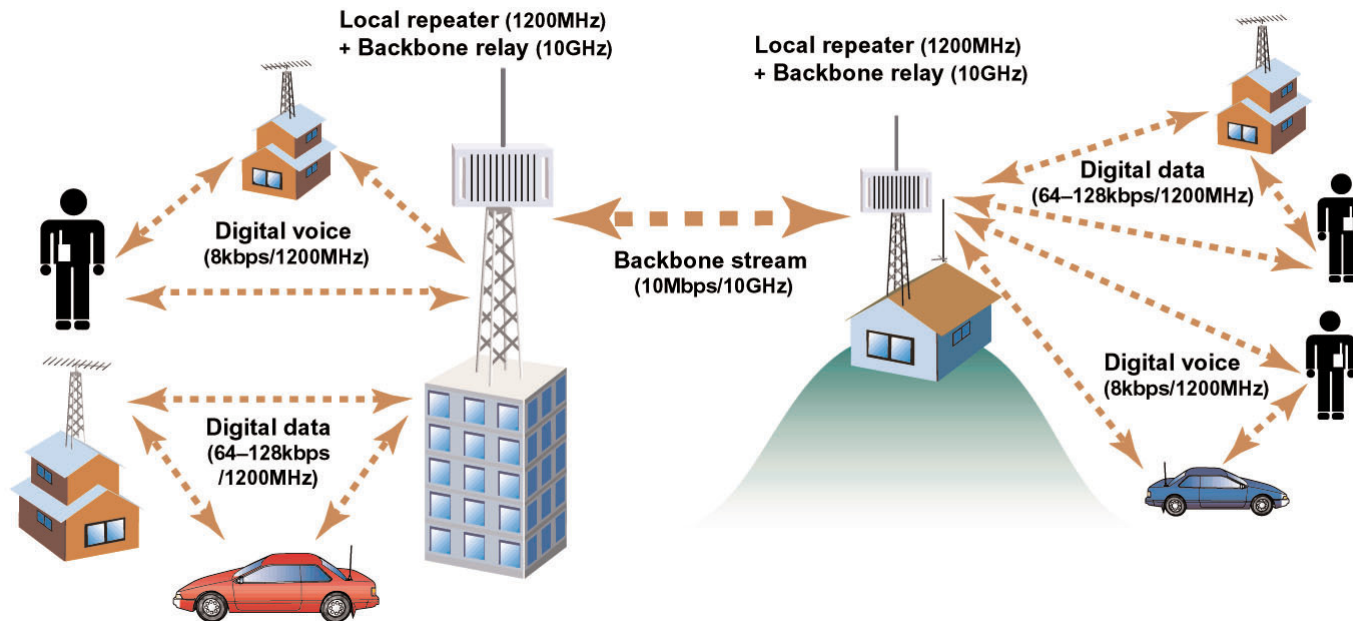 Local repeater (1200MHz)
+ Backbone relay (10GHz)
Local repeater (1200MHz)
+ Backbone relay (10GHz)
Digital voice
(8kbps/1200MHz)
Backbone stream
(10Mbps/10GHz)
Digital data
(64–128kbps/1200MHz)
Digital data
(64–128kbps
/1200MHz)
Digital voice
(8kbps/1200MHz)